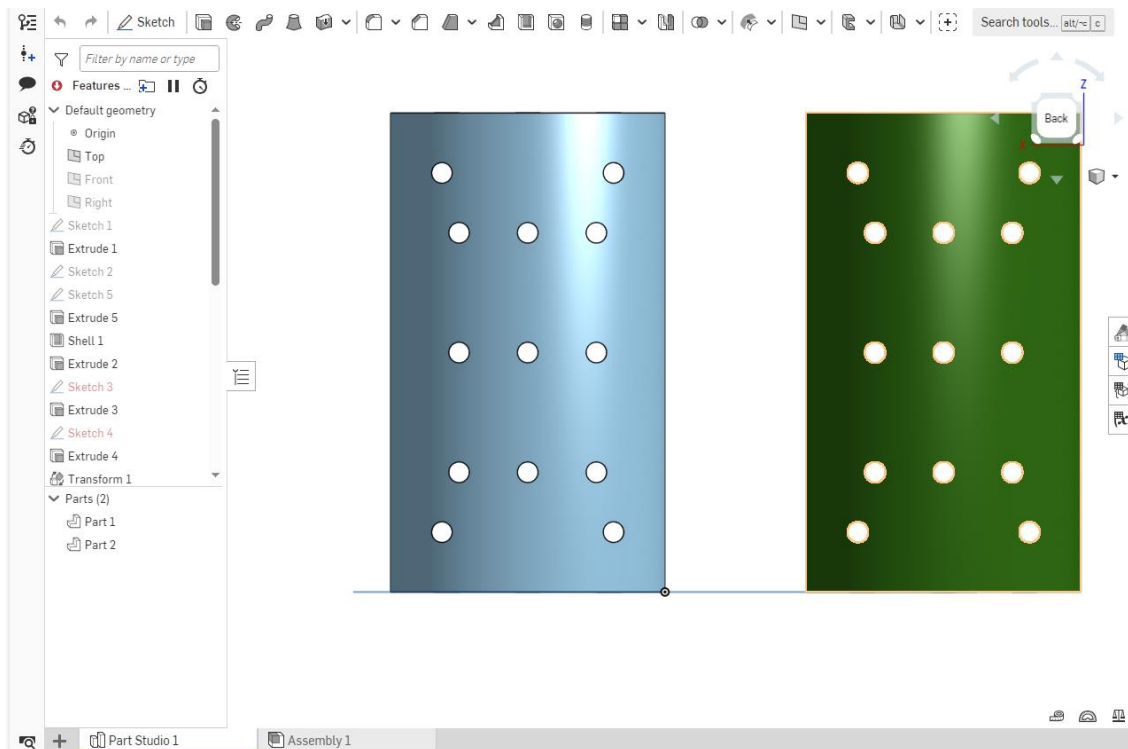 Sketch
Search tools... alt/~ c
Filter by name or type
Features ...
Default geometry
Origin
Top
Front
Right
Sketch 1
Extrude 1
Sketch 2
Sketch 5
Extrude 5
Shell 1
Extrude 2
Sketch 3
Extrude 3
Sketch 4
Extrude 4
Transform 1
Parts (2)
Part 1
Part 2
Z
Back
X
Part Studio 1
Assembly 1